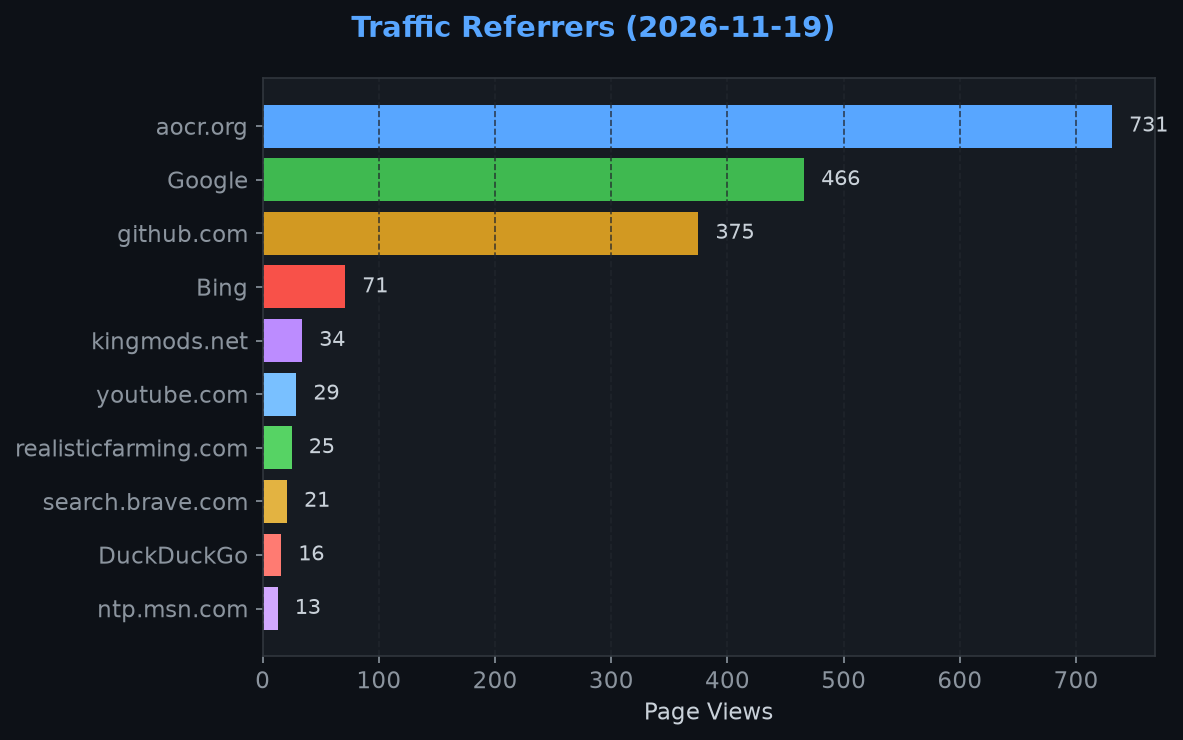 Traffic Referrers (2026-11-19)
aocr.org 731
Google 466
github.com 375
Bing 71
kingmods.net 34
youtube.com 29
realisticfarming.com 25
search.brave.com 21
DuckDuckGo 16
ntp.msn.com 13
0 100 200 300 400 500 600 700
Page Views